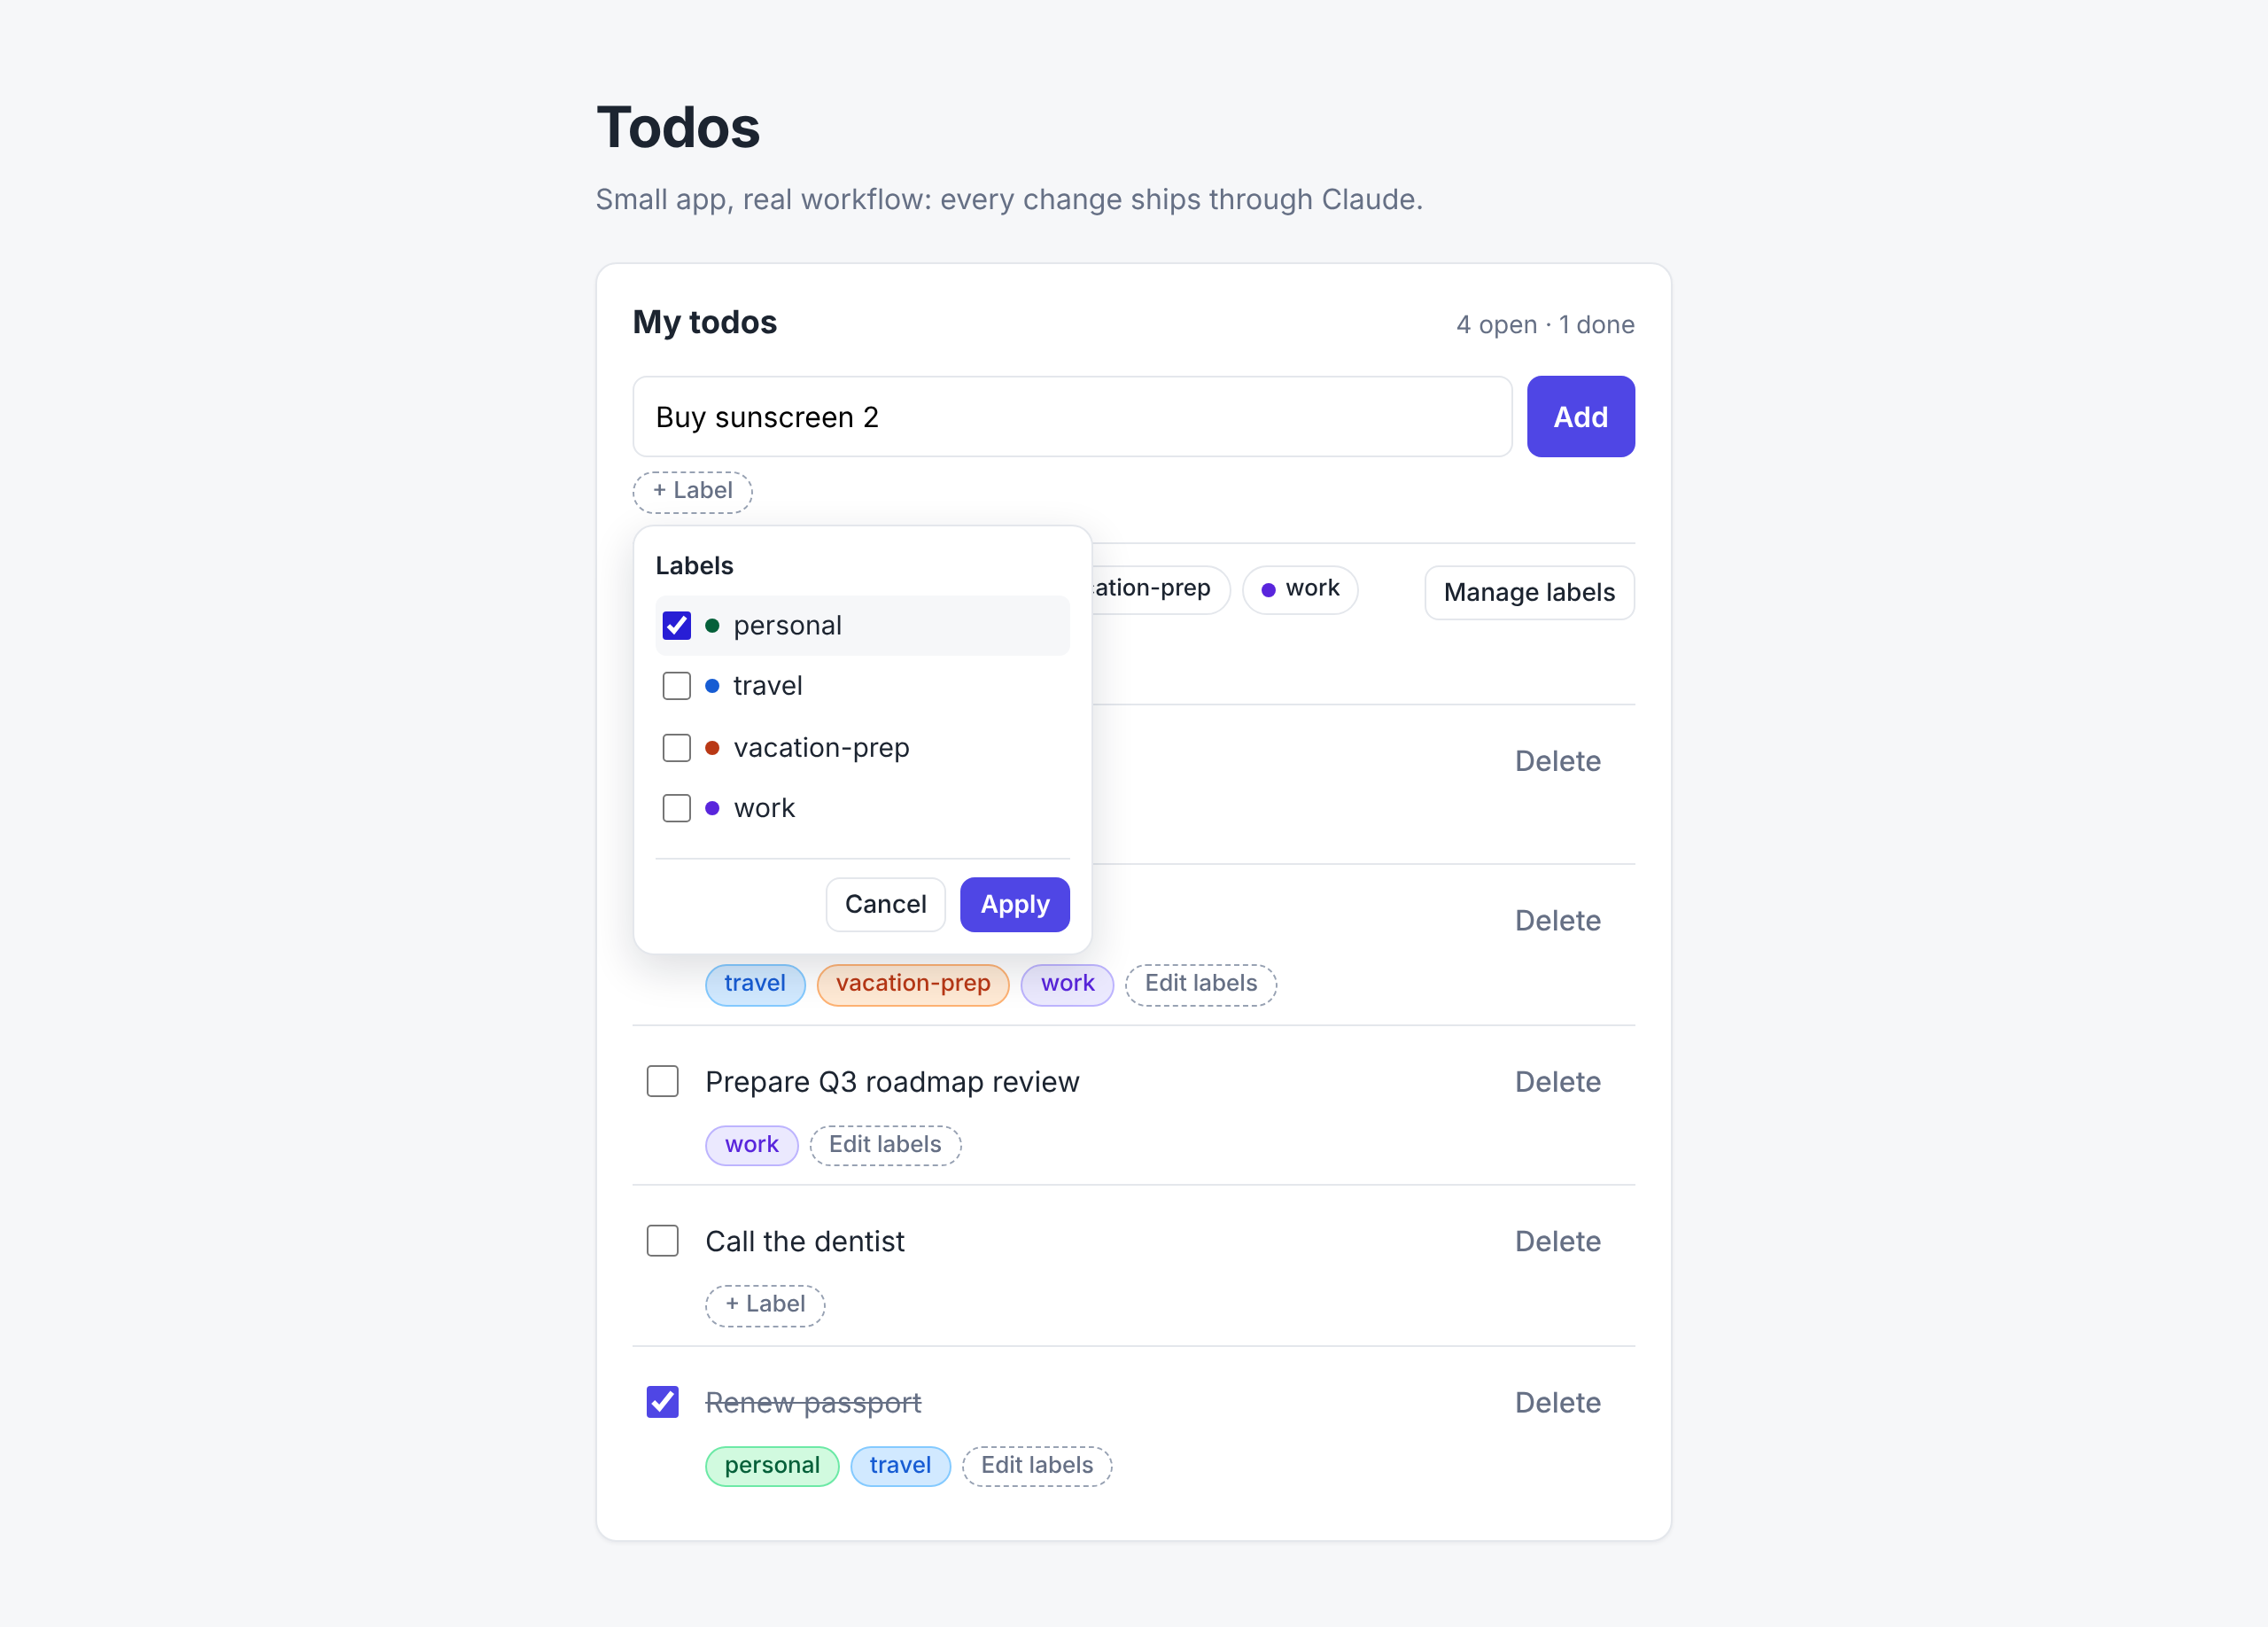 Todos
Small app, real workflow: every change ships through Claude.
My todos
4 open · 1 done
Buy sunscreen 2
Add
+ Label
Labels
personal
travel
vacation-prep
work
Cancel
Apply
work
Manage labels
Delete
Delete
travel
vacation-prep
work
Edit labels
Prepare Q3 roadmap review
Delete
work
Edit labels
Call the dentist
Delete
+ Label
Renew passport
Delete
personal
travel
Edit labels